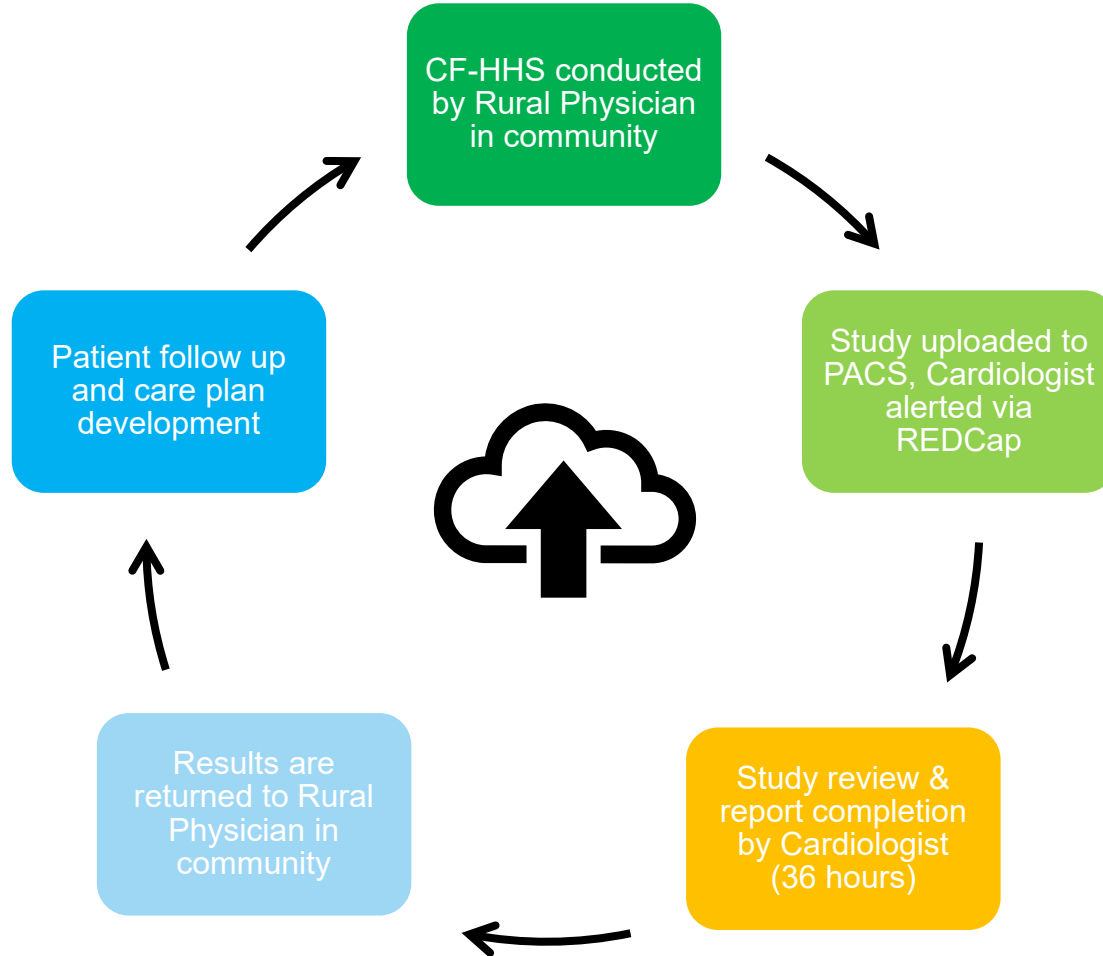 CF-HHS conducted
by Rural Physician
in community
Study uploaded to
PACS, Cardiologist
alerted via
REDCap
Study review &
report completion
by Cardiologist
(36 hours)
Results are
returned to Rural
Physician in
community
Patient follow up
and care plan
development